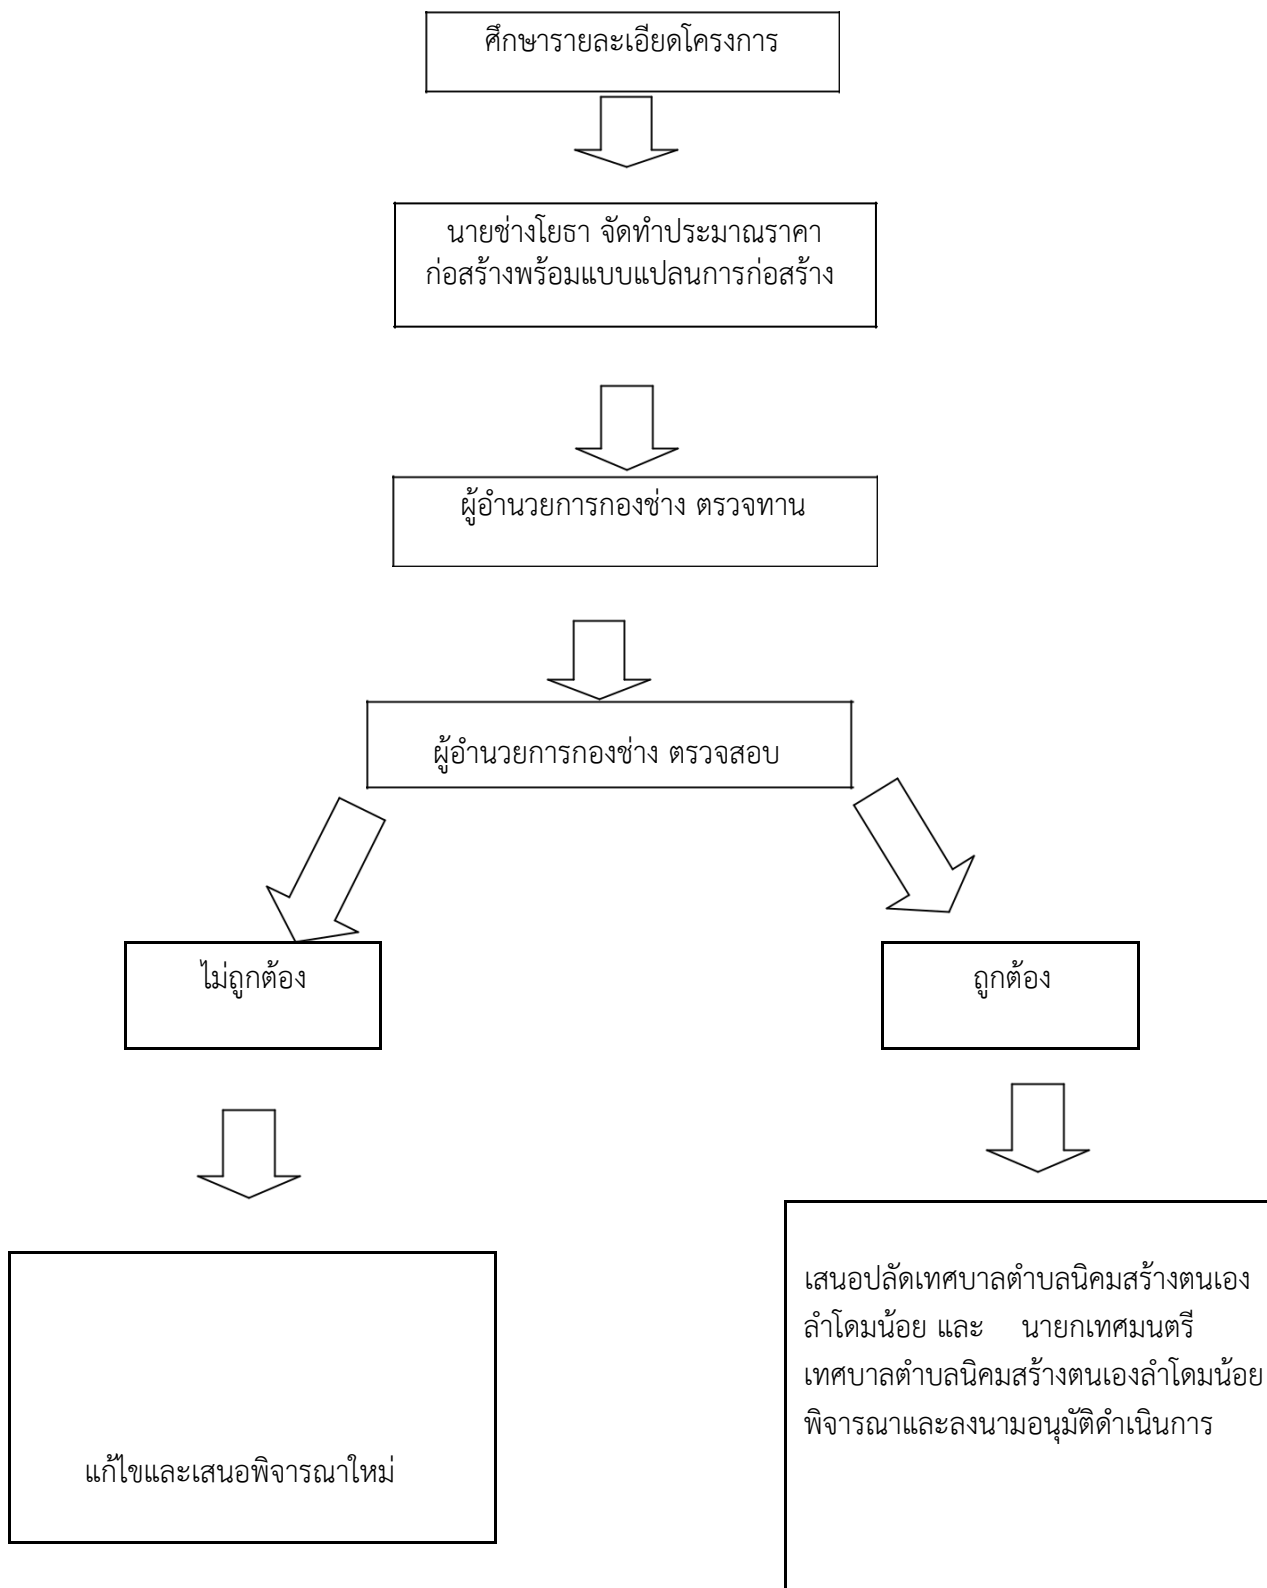 ศึกษารายละเอียดโครงการ
นายช่างโยธา จัดทำประมาณราคา
ก่อสร้างพร้อมแบบแปลนการก่อสร้าง
ผู้อำนวยการกองช่าง ตรวจทาน
ผู้อำนวยการกองช่าง ตรวจสอบ
ไม่ถูกต้อง
ถูกต้อง
แก้ไขและเสนอพิจารณาใหม่
เสนอปลัดเทศบาลตำบลนิคมสร้างตนเอง
ลำโดมน้อย และ นายกเทศมนตรี
เทศบาลตำบลนิคมสร้างตนเองลำโดมน้อย
พิจารณาและลงนามอนุมัติดำเนินการ